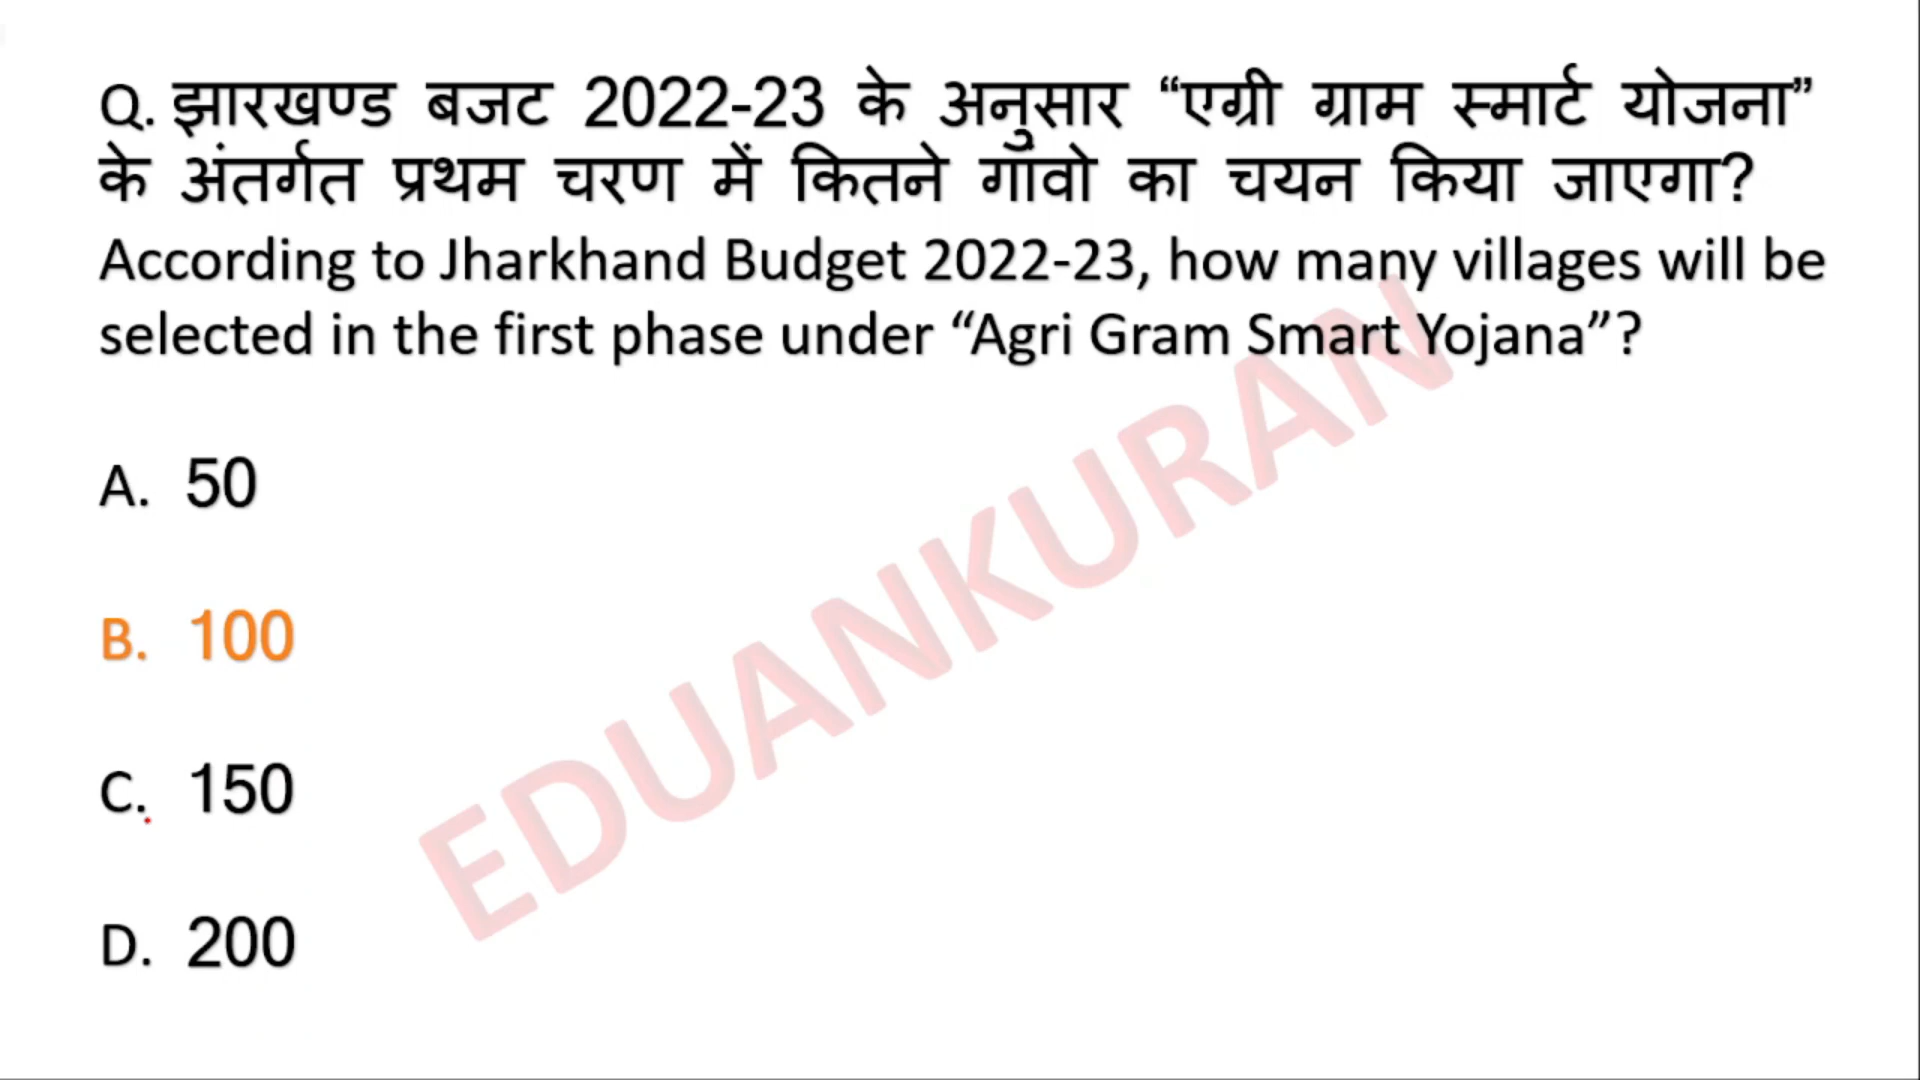 Q. झारखण्ड बजट 2022-23 के अनुसार “एग्री ग्राम स्मार्ट योजना”
के अंतर्गत प्रथम चरण में कितने गाँवो का चयन किया जाएगा?
According to Jharkhand Budget 2022-23, how many villages will be
selected in the first phase under “Agri Gram Smart Yojana”?
A. 50
B. 100
C. 150
D. 200
EDUANKURAN